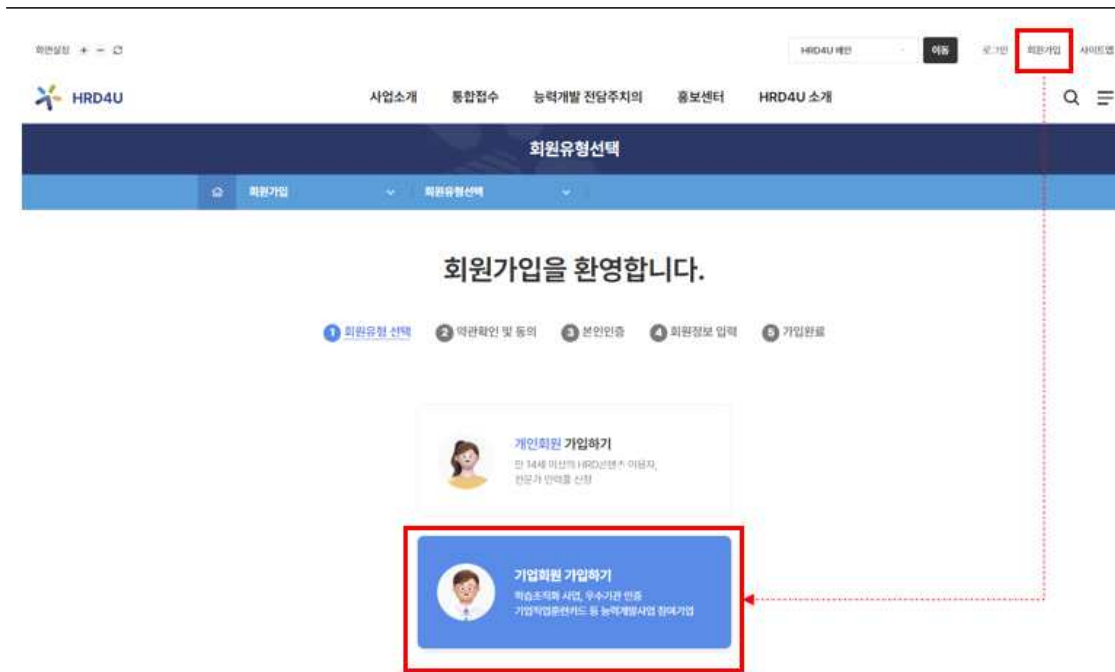 화면설정 + -
HRD4U 메인
이동
로그인
회원가입
사이트맵
HRD4U
사업소개
통합접수
능력개발 전담주치의
홍보센터
HRD4U 소개
회원유형선택
회원가입
회원유형선택
회원가입을 환영합니다.
1 회원유형 선택
2 약관확인 및 동의
3 본인인증
4 회원정보 입력
5 가입완료
개인회원 가입하기
만 14세 이상의 HRD콘텐츠 이용자,
전문가 인력풀 신청
기업회원 가입하기
학습조직화 사업, 우수기관 인증
기업직업훈련카드 등 능력개발사업 참여기업